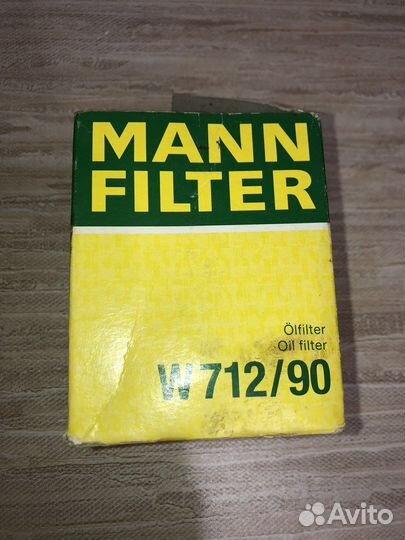 MANN
FILTER
Ölfilter
Oil filter
W 712/90
Avito